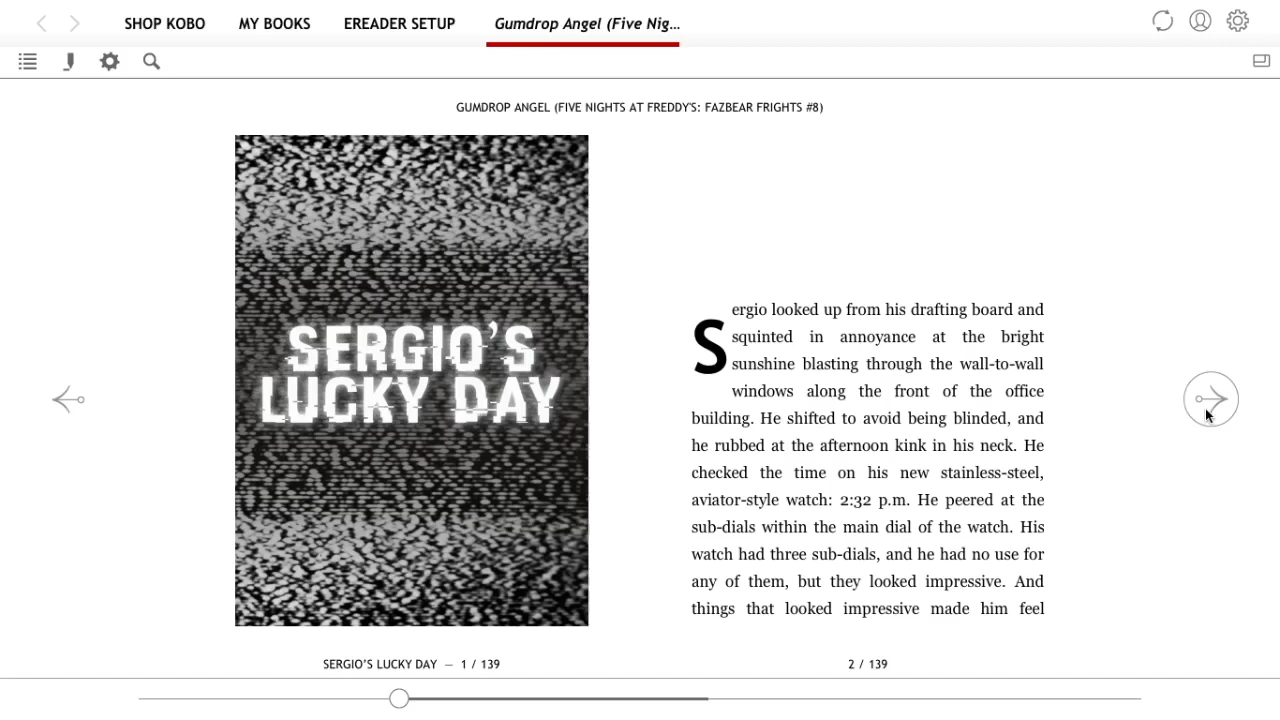 SHOP KOBO
MY BOOKS
EREADER SETUP
Gumdrop Angel (Five Nig...
GUMDROP ANGEL (FIVE NIGHTS AT FREDDY'S: FAZBEAR FRIGHTS #8)
SERGIO'S
LUCKY DAY
Sergio looked up from his drafting board and
squinted in annoyance at the bright
sunshine blasting through the wall-to-wall
windows along the front of the office
building. He shifted to avoid being blinded, and
he rubbed at the afternoon kink in his neck. He
checked the time on his new stainless-steel,
aviator-style watch: 2:32 p.m. He peered at the
sub-dials within the main dial of the watch. His
watch had three sub-dials, and he had no use for
any of them, but they looked impressive. And
things that looked impressive made him feel
SERGIO'S LUCKY DAY — 1 / 139
2 / 139